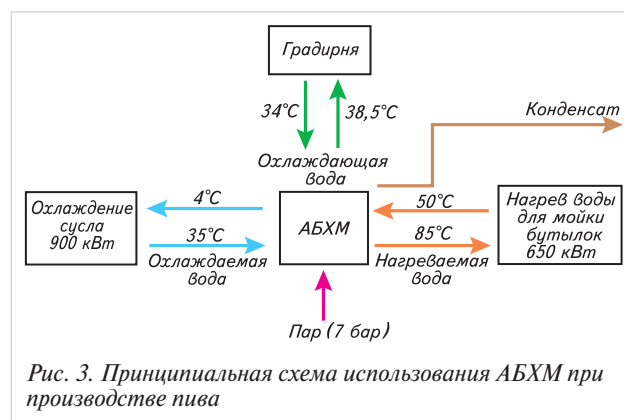 Градирня
34°C
38,5°C
Конденсат
Охлаждающая
вода
Охлаждение
сусла
900 кВт
4°C
35°C
Охлаждаемая
вода
АБХМ
50°C
85°C
Нагреваемая
вода
Нагрев воды
для мойки
бутылок
650 кВт
Пар (7 бар)
Рис. 3. Принципиальная схема использования АБХМ при
производстве пива